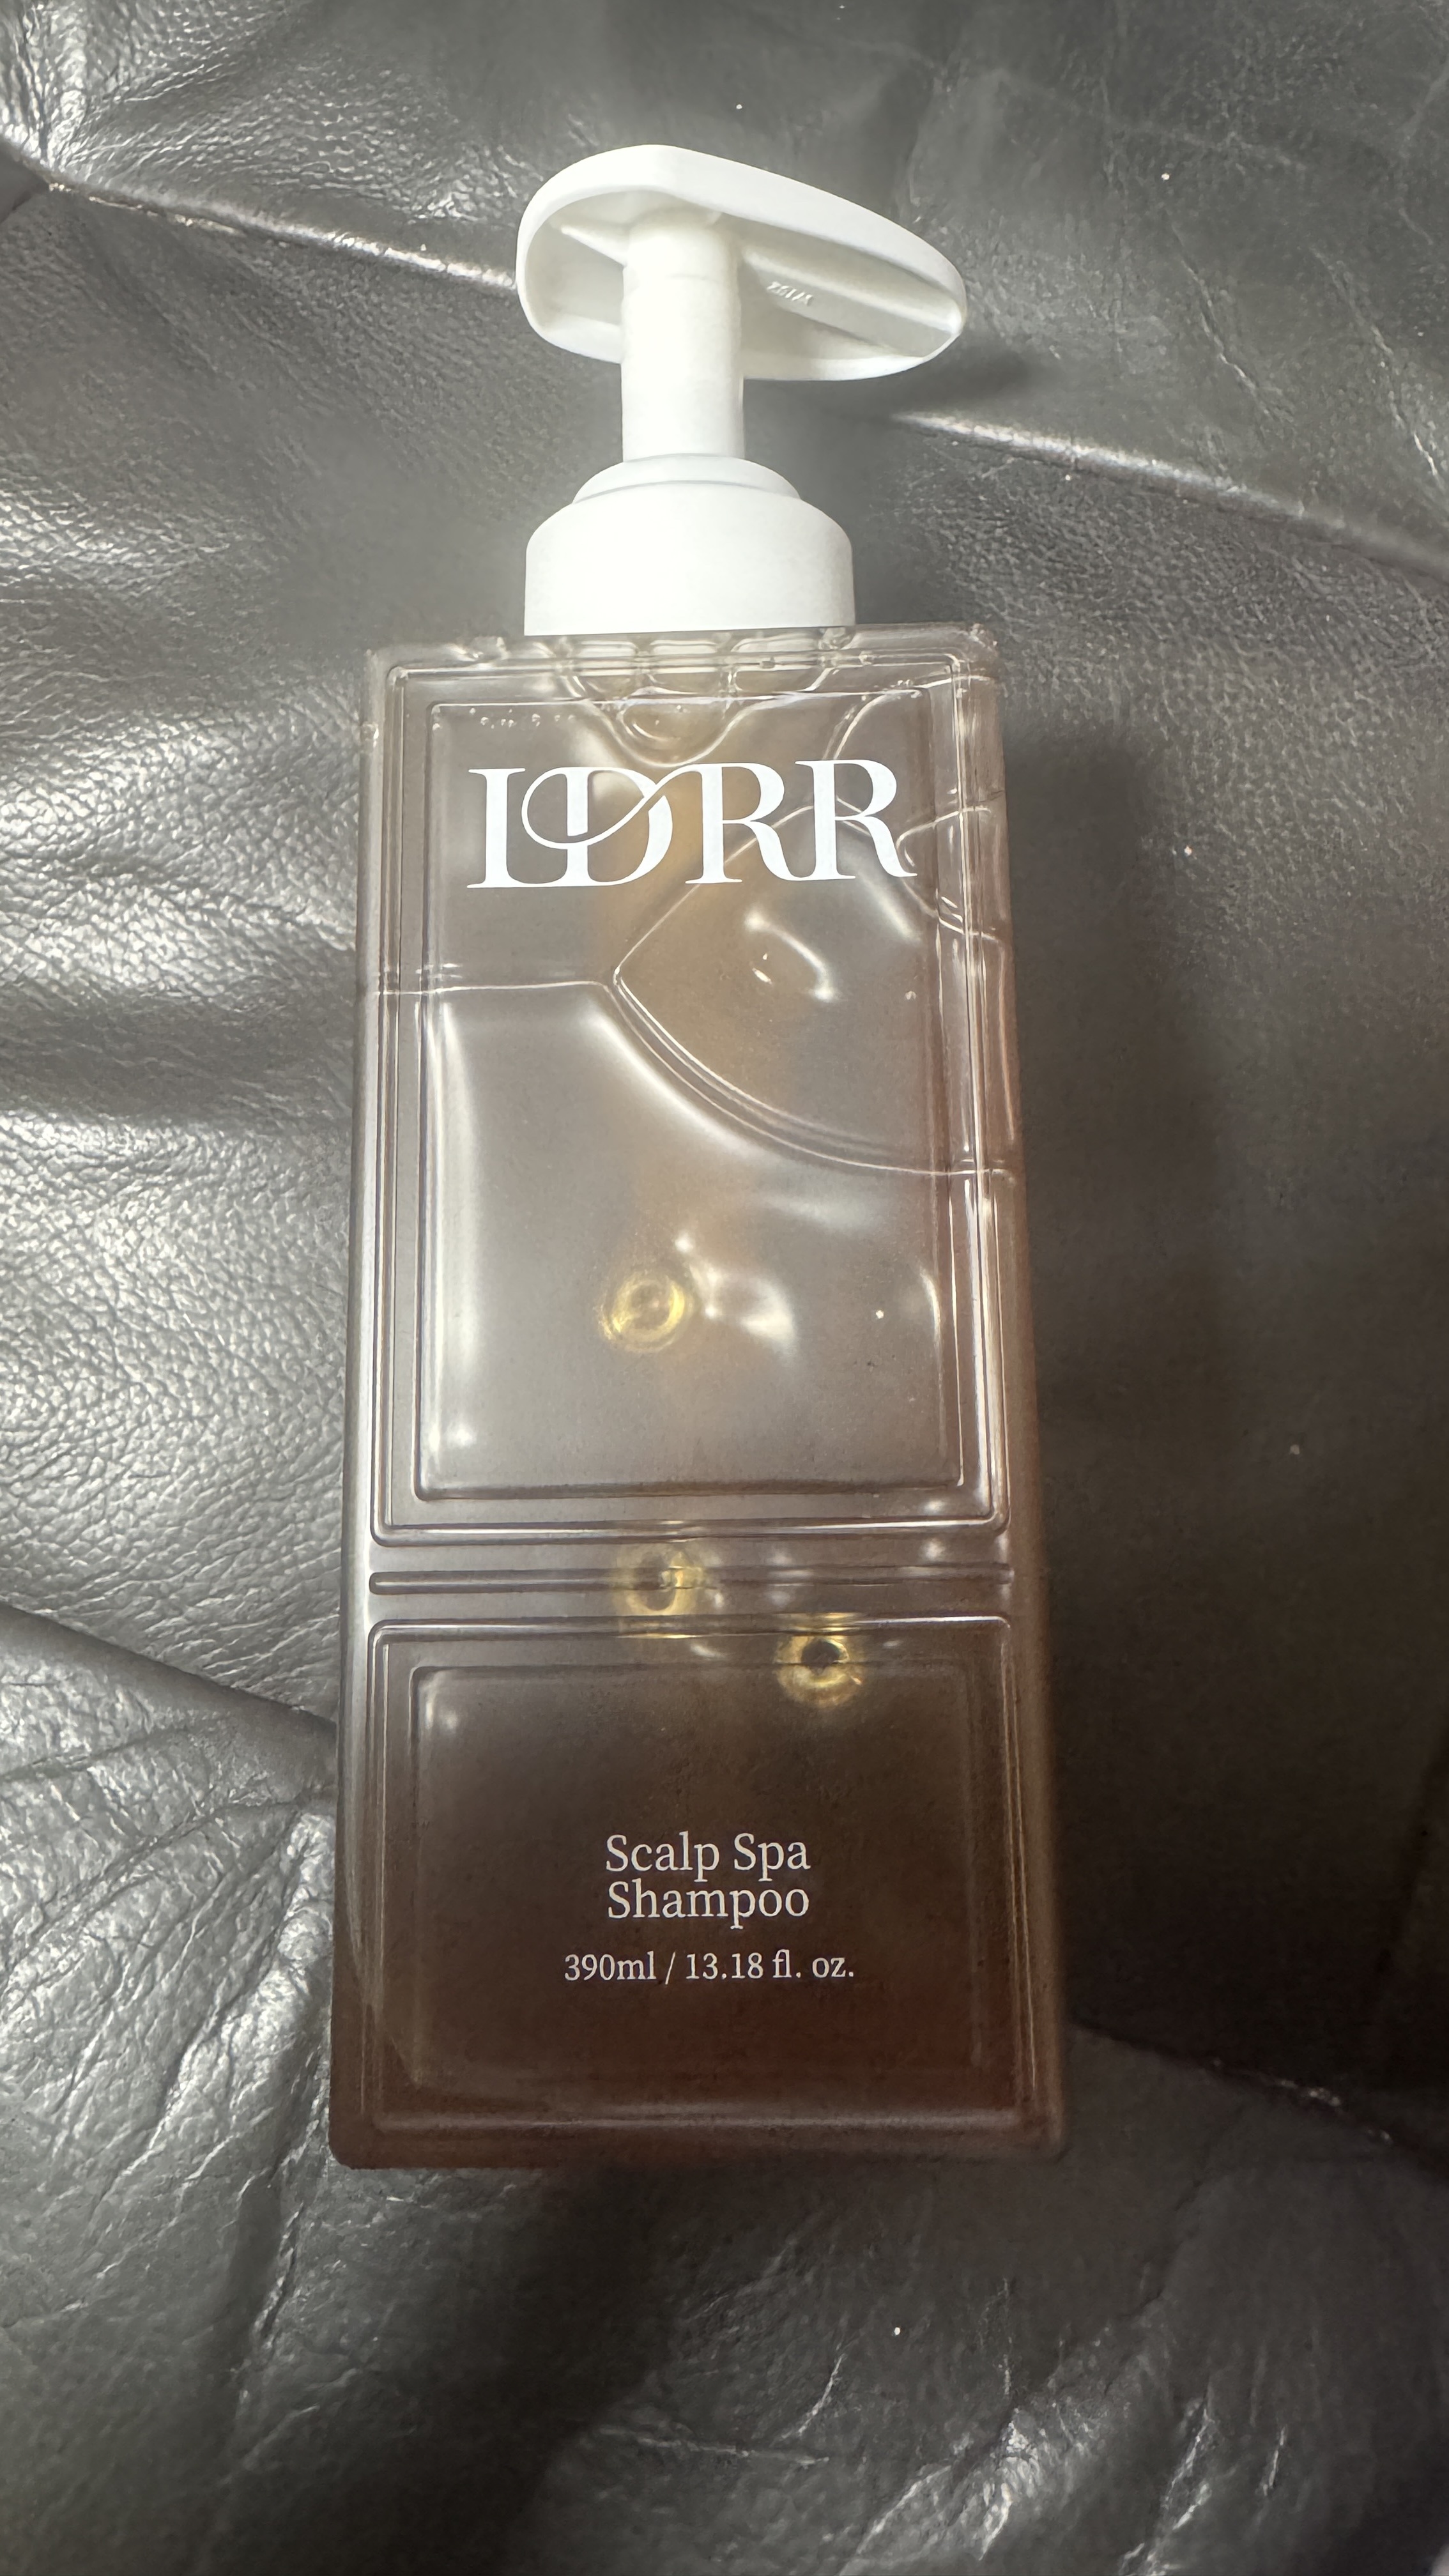 LDRR
Scalp Spa
Shampoo
390ml / 13.18 fl. oz.